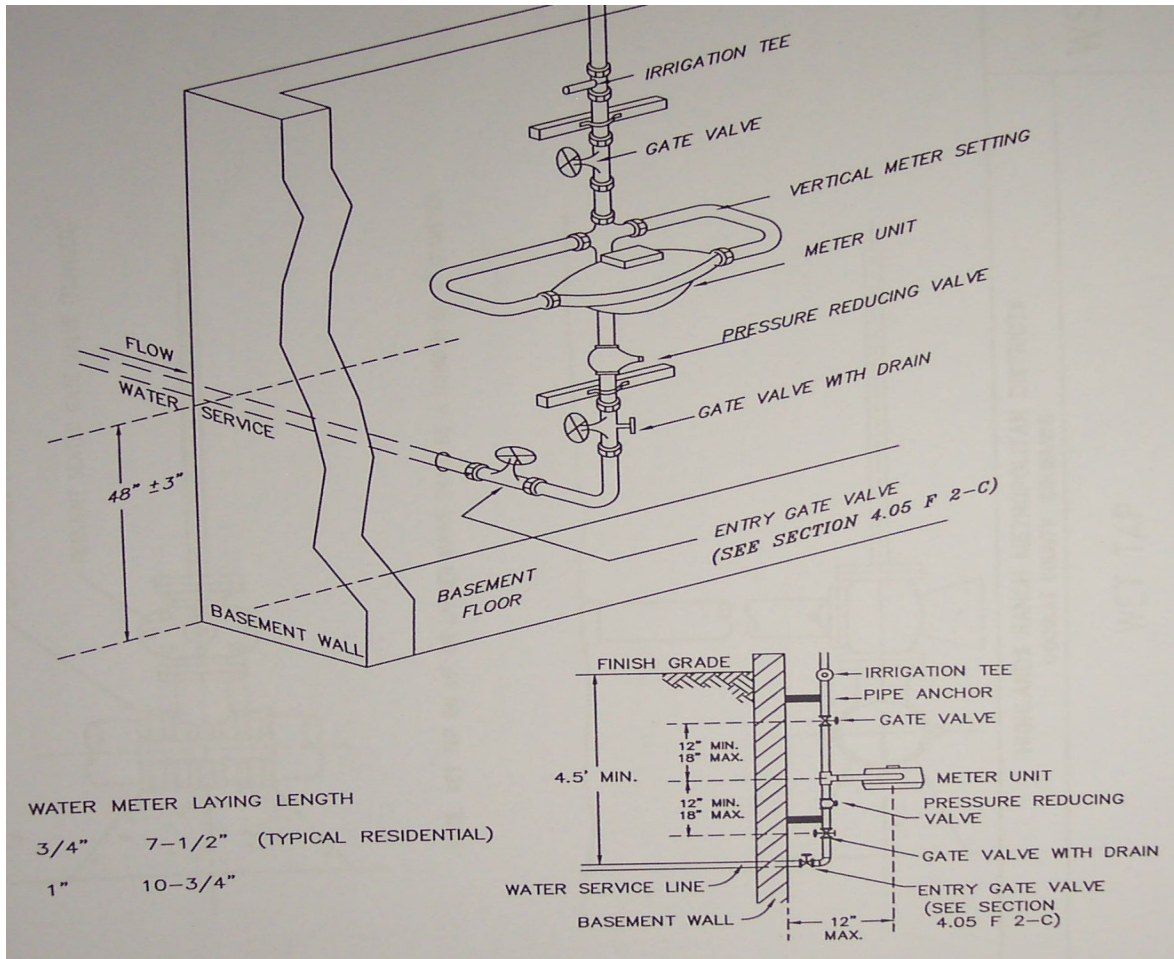 IRRIGATION TEE
GATE VALVE
VERTICAL METER SETTING
METER UNIT
PRESSURE REDUCING VALVE
GATE VALVE WITH DRAIN
FLOW
WATER SERVICE
48" ±3"
ENTRY GATE VALVE
(SEE SECTION 4.05 F 2-C)
BASEMENT
FLOOR
BASEMENT WALL
WATER METER LAYING LENGTH
3/4" 7-1/2" (TYPICAL RESIDENTIAL)
1" 10-3/4"
FINISH GRADE
IRRIGATION TEE
PIPE ANCHOR
GATE VALVE
12" MIN.
18" MAX.
4.5' MIN.
METER UNIT
12" MIN.
18" MAX.
PRESSURE REDUCING
VALVE
GATE VALVE WITH DRAIN
WATER SERVICE LINE
ENTRY GATE VALVE
(SEE SECTION
4.05 F 2-C)
BASEMENT WALL
12"
MAX.